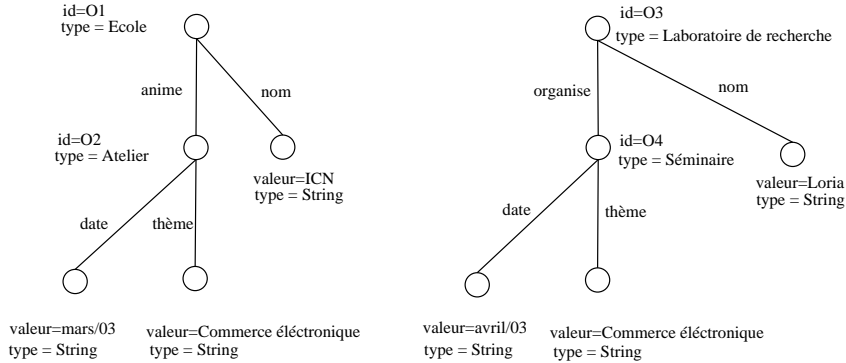 id=O1
type = Ecole
anime
nom
id=O2
type = Atelier
valeur=ICN
type = String
date
thème
valeur=mars/03
type = String
valeur=Commerce éléctronique
type = String
id=O3
type = Laboratoire de recherche
organise
nom
id=O4
type = Séminaire
valeur=Loria
type = String
date
thème
valeur=avril/03
type = String
valeur=Commerce éléctronique
type = String